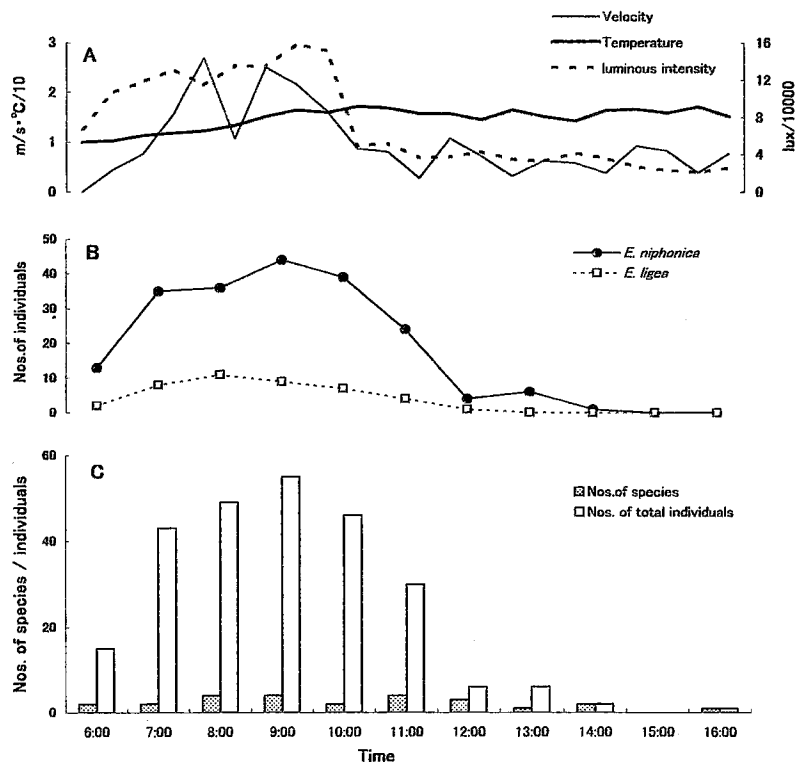 Velocity
Temperature
luminous intensity
A
m/s・℃/10
3
2
1
0
lux/10000
16
12
8
4
0
B
Nos.of individuals
50
40
30
20
10
0
E. niphonica
E. ligea
C
Nos. of species / individuals
60
40
20
0
Nos.of species
Nos. of total individuals
6:00 7:00 8:00 9:00 10:00 11:00 12:00 13:00 14:00 15:00 16:00
Time